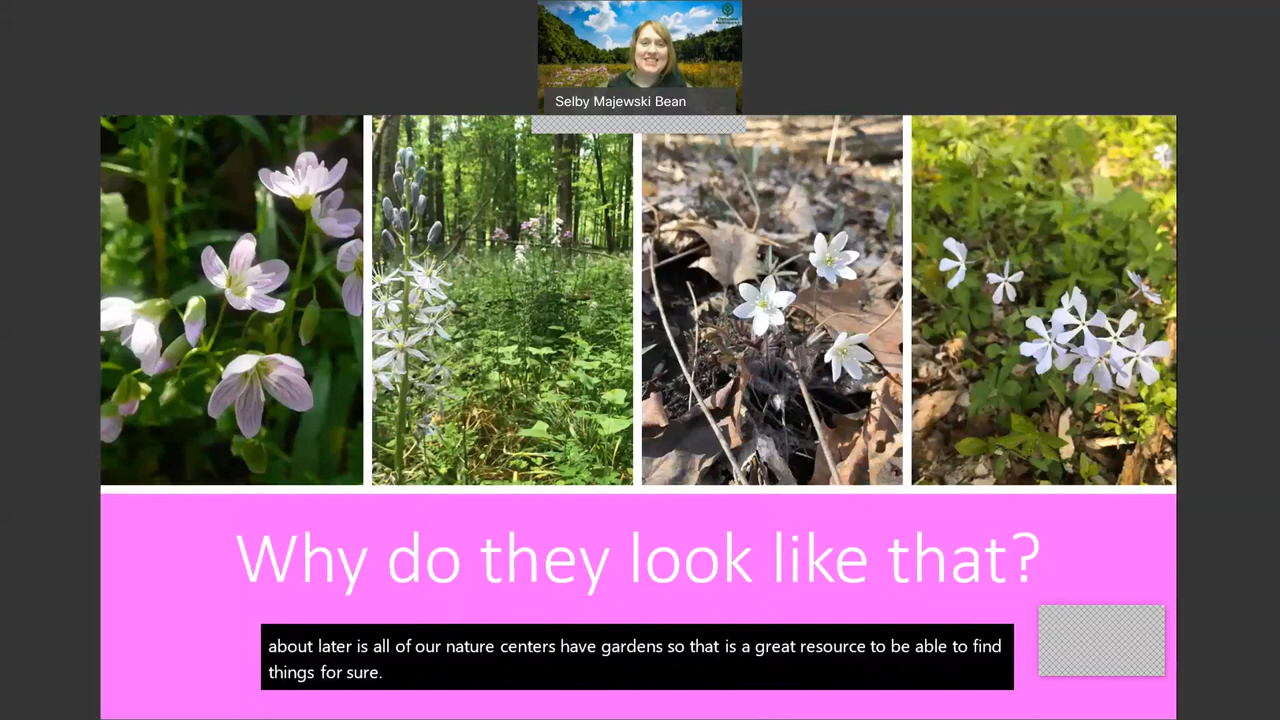 Selby Majewski Bean
Why do they look like that?
about later is all of our nature centers have gardens so that is a great resource to be able to find
things for sure.